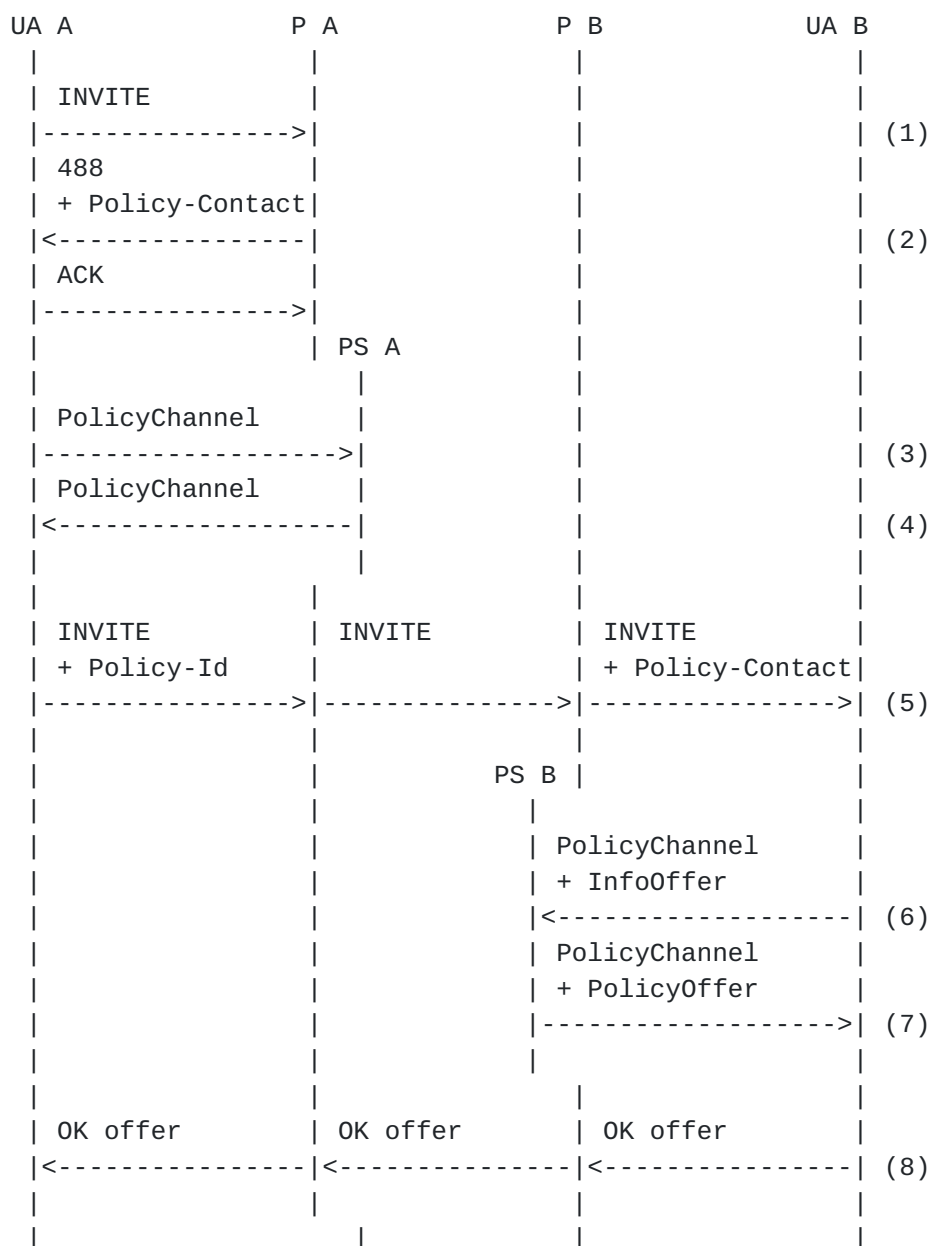 UA A P A P B UA B
INVITE
(1)
488
+ Policy-Contact
(2)
ACK
PS A
PolicyChannel
(3)
PolicyChannel
(4)
INVITE INVITE INVITE
+ Policy-Id + Policy-Contact
(5)
PS B
PolicyChannel
+ InfoOffer
(6)
PolicyChannel
+ PolicyOffer
(7)
OK offer OK offer OK offer
(8)